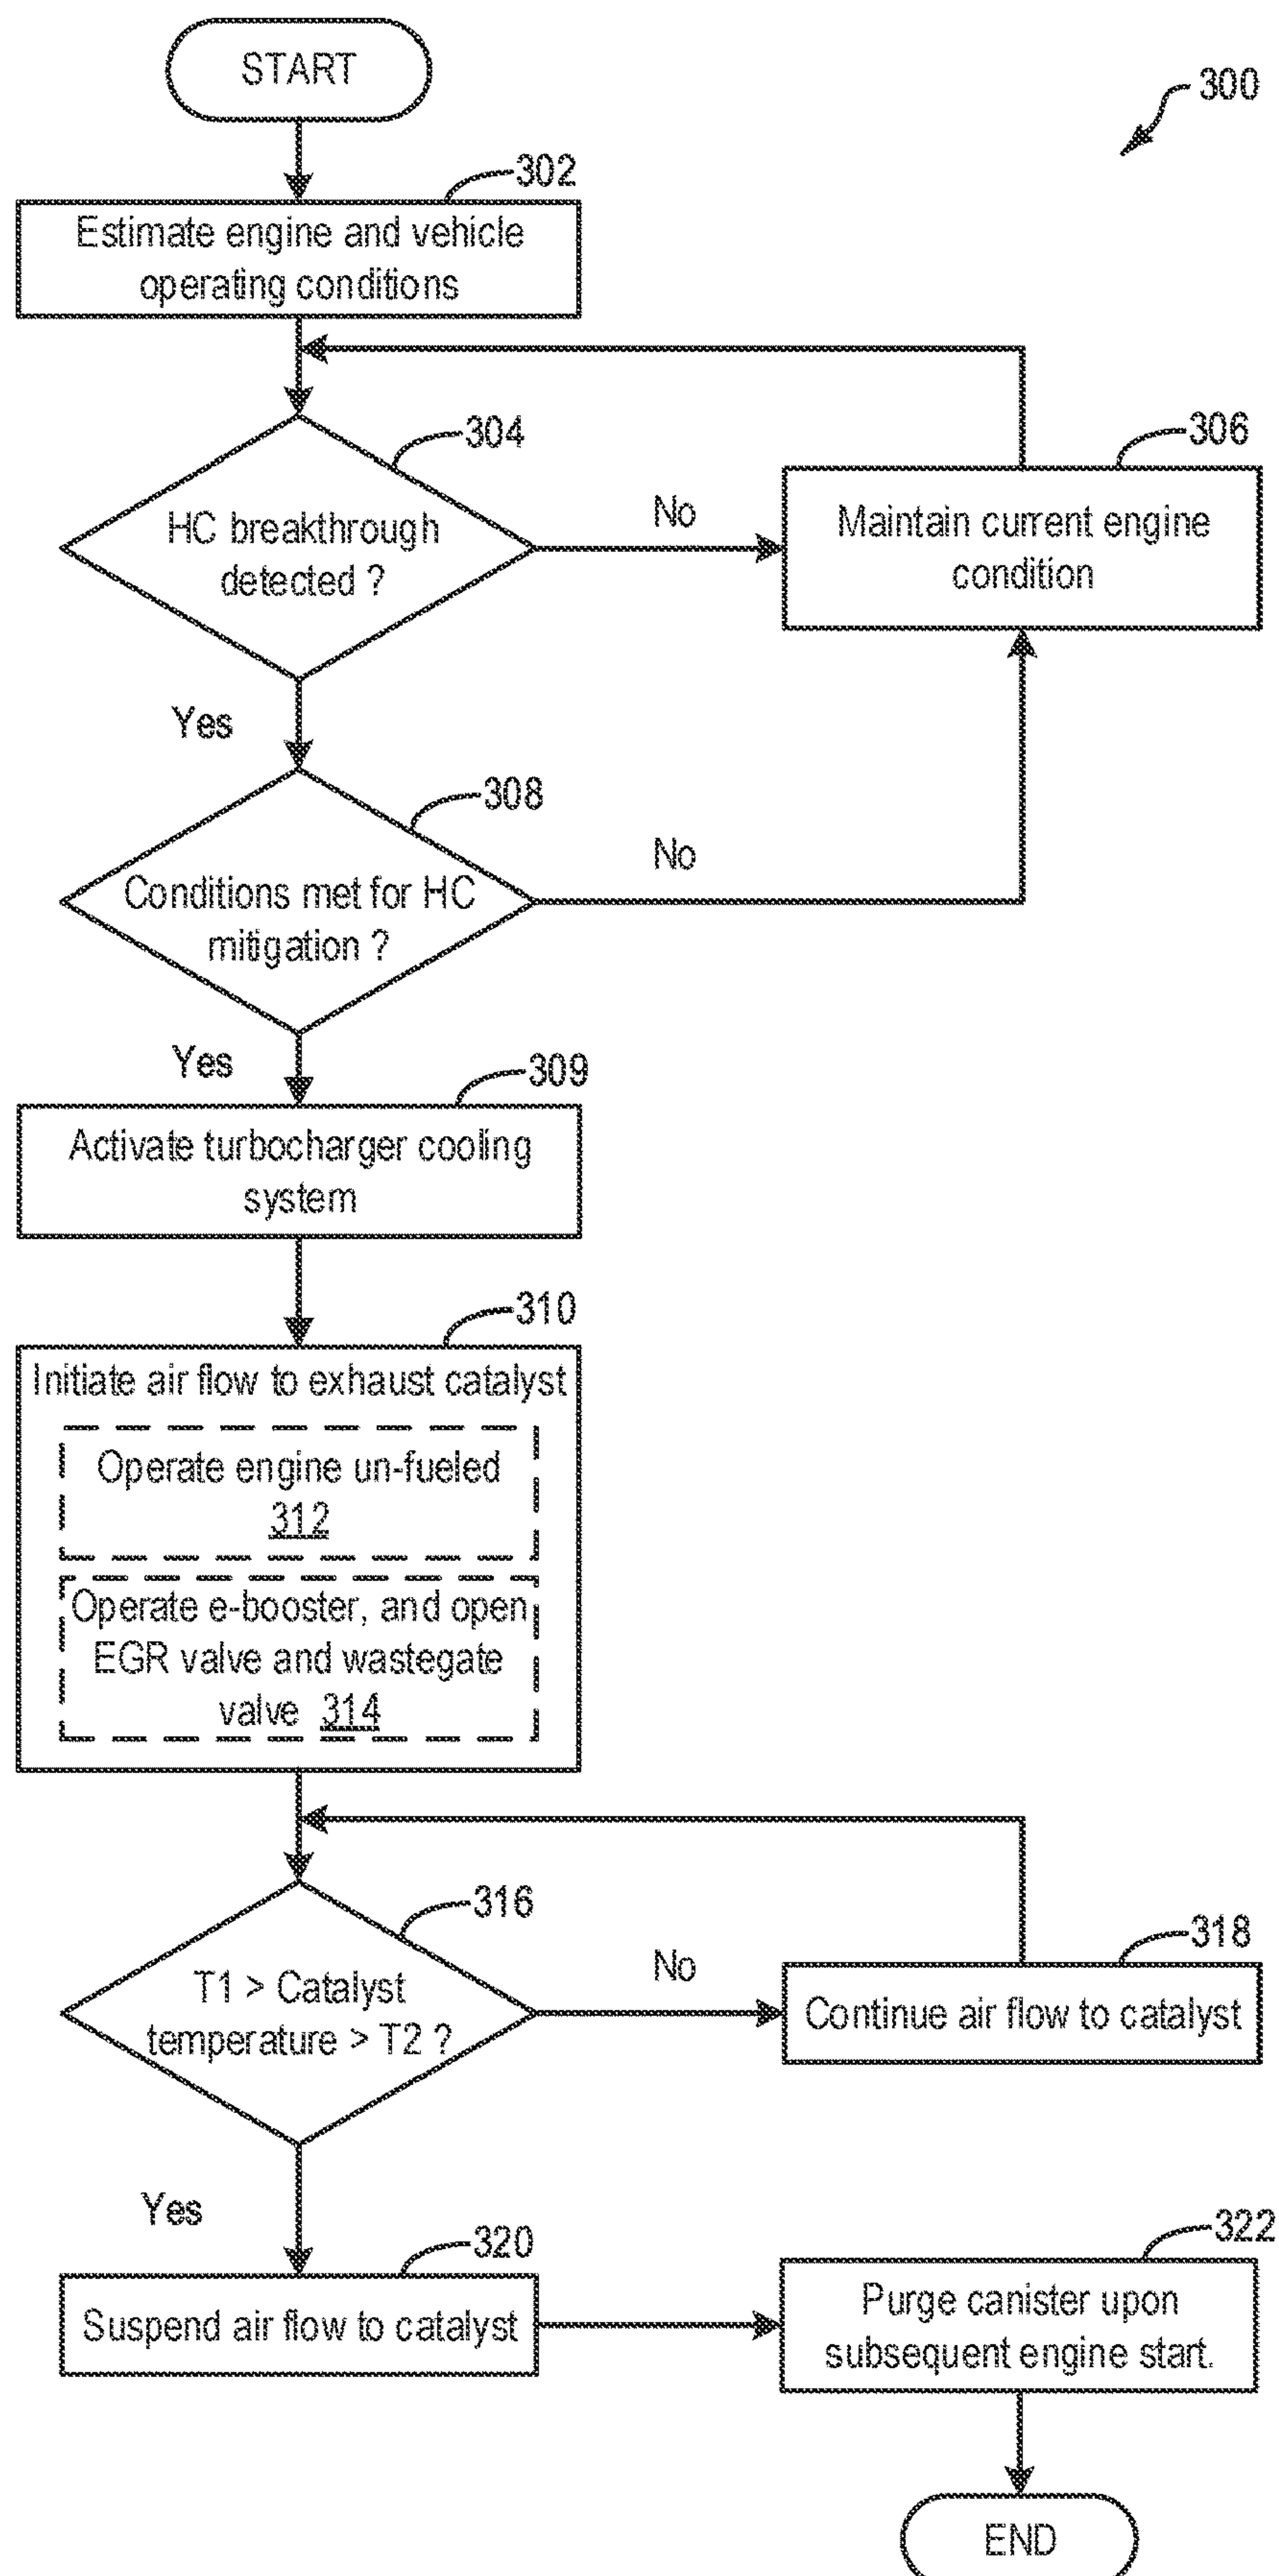 START
300
302
Estimate engine and vehicle
operating conditions
304
HC breakthrough
detected ?
No
306
Maintain current engine
condition
Yes
308
Conditions met for HC
mitigation ?
No
Yes
309
Activate turbocharger cooling
system
310
Initiate air flow to exhaust catalyst
Operate engine un-fueled
312
Operate e-booster, and open
EGR valve and wastegate
valve 314
316
T1 > Catalyst
temperature > T2 ?
No
318
Continue air flow to catalyst
Yes
320
Suspend air flow to catalyst
322
Purge canister upon
subsequent engine start.
END